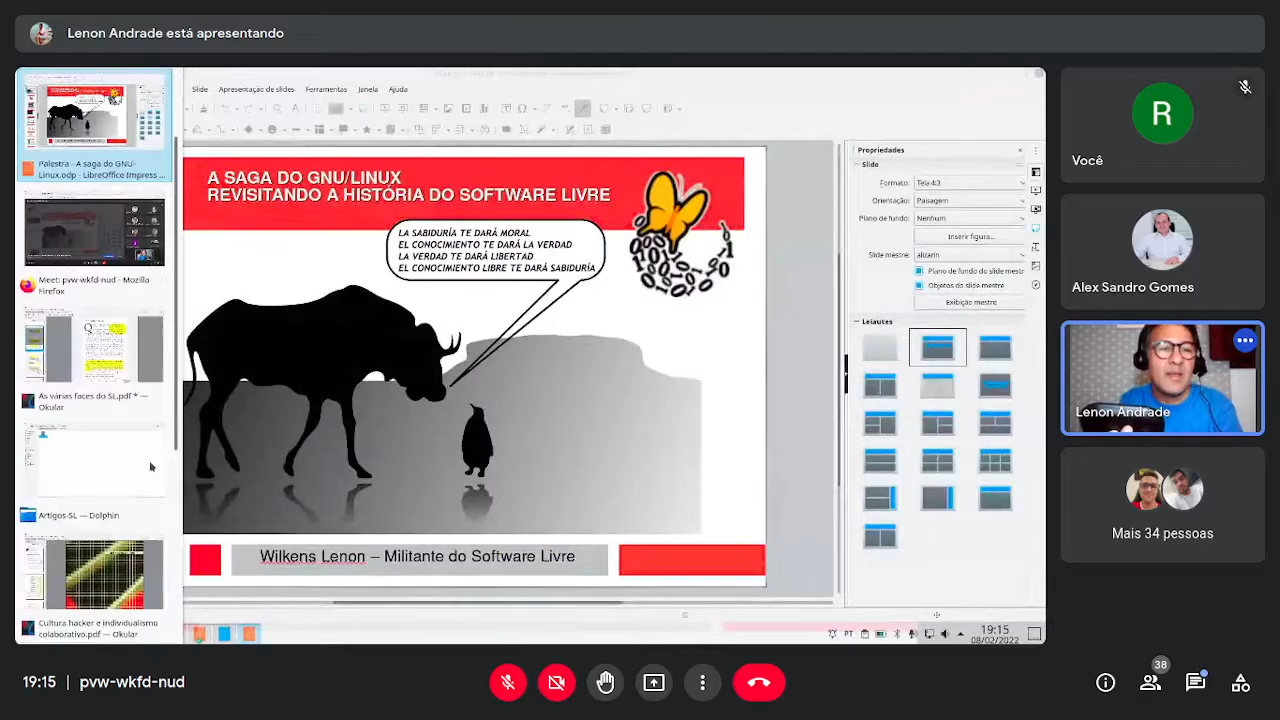 Lenon Andrade está apresentando
Palestra - A saga do GNU-
Linux.odp - LibreOffice Impress ...
Meet: pvw-wkfd-nud - Mozilla
Firefox
As várias faces do SL.pdf * —
Okular
Artigos-SL — Dolphin
Cultura hacker e individualismo
colaborativo.pdf — Okular
Slide Apresentação de slides Ferramentas Janela Ajuda
A SAGA DO GNU/LINUX
REVISITANDO A HISTÓRIA DO SOFTWARE LIVRE
LA SABIDURÍA TE DARÁ MORAL
EL CONOCIMIENTO TE DARÁ LA VERDAD
LA VERDAD TE DARÁ LIBERTAD
EL CONOCIMIENTO LIBRE TE DARÁ SABIDURÍA
Wilkens Lenon – Militante do Software Livre
Propriedades
Slide
Formato: Tela 4:3
Orientação: Paisagem
Plano de fundo: Nenhum
Inserir figura...
Slide mestre: alizarin
Plano de fundo do slide mestr
Objetos do slide mestre
Exibição mestre
Leiautes
PT
19:15
08/02/2022
R
Você
Alex Sandro Gomes
Lenon Andrade
Mais 34 pessoas
19:15 | pvw-wkfd-nud
38